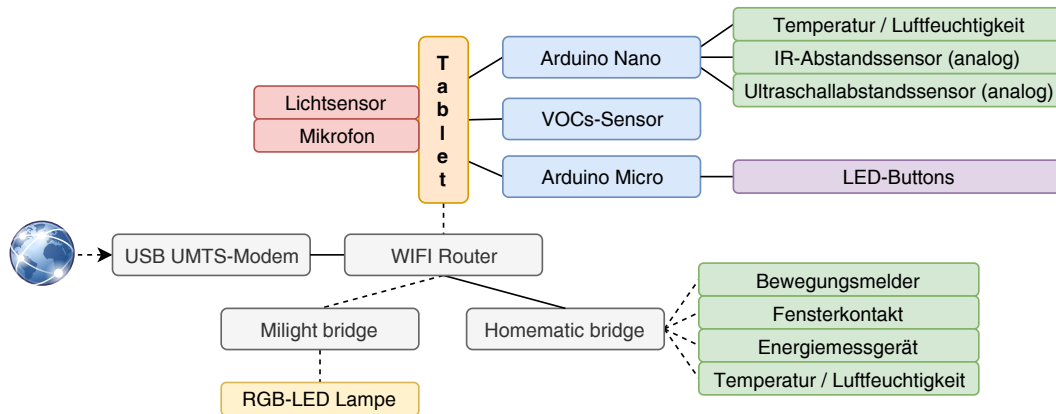 Temperatur / Luftfeuchtigkeit
Arduino Nano
IR-Abstandssensor (analog)
Ultraschallabstandssensor (analog)
Tablet
Lichtsensor
Mikrofon
VOCs-Sensor
Arduino Micro
LED-Buttons
USB UMTS-Modem
WIFI Router
Bewegungsmelder
Fensterkontakt
Milight bridge
Homematic bridge
Energiemessgerät
Temperatur / Luftfeuchtigkeit
RGB-LED Lampe